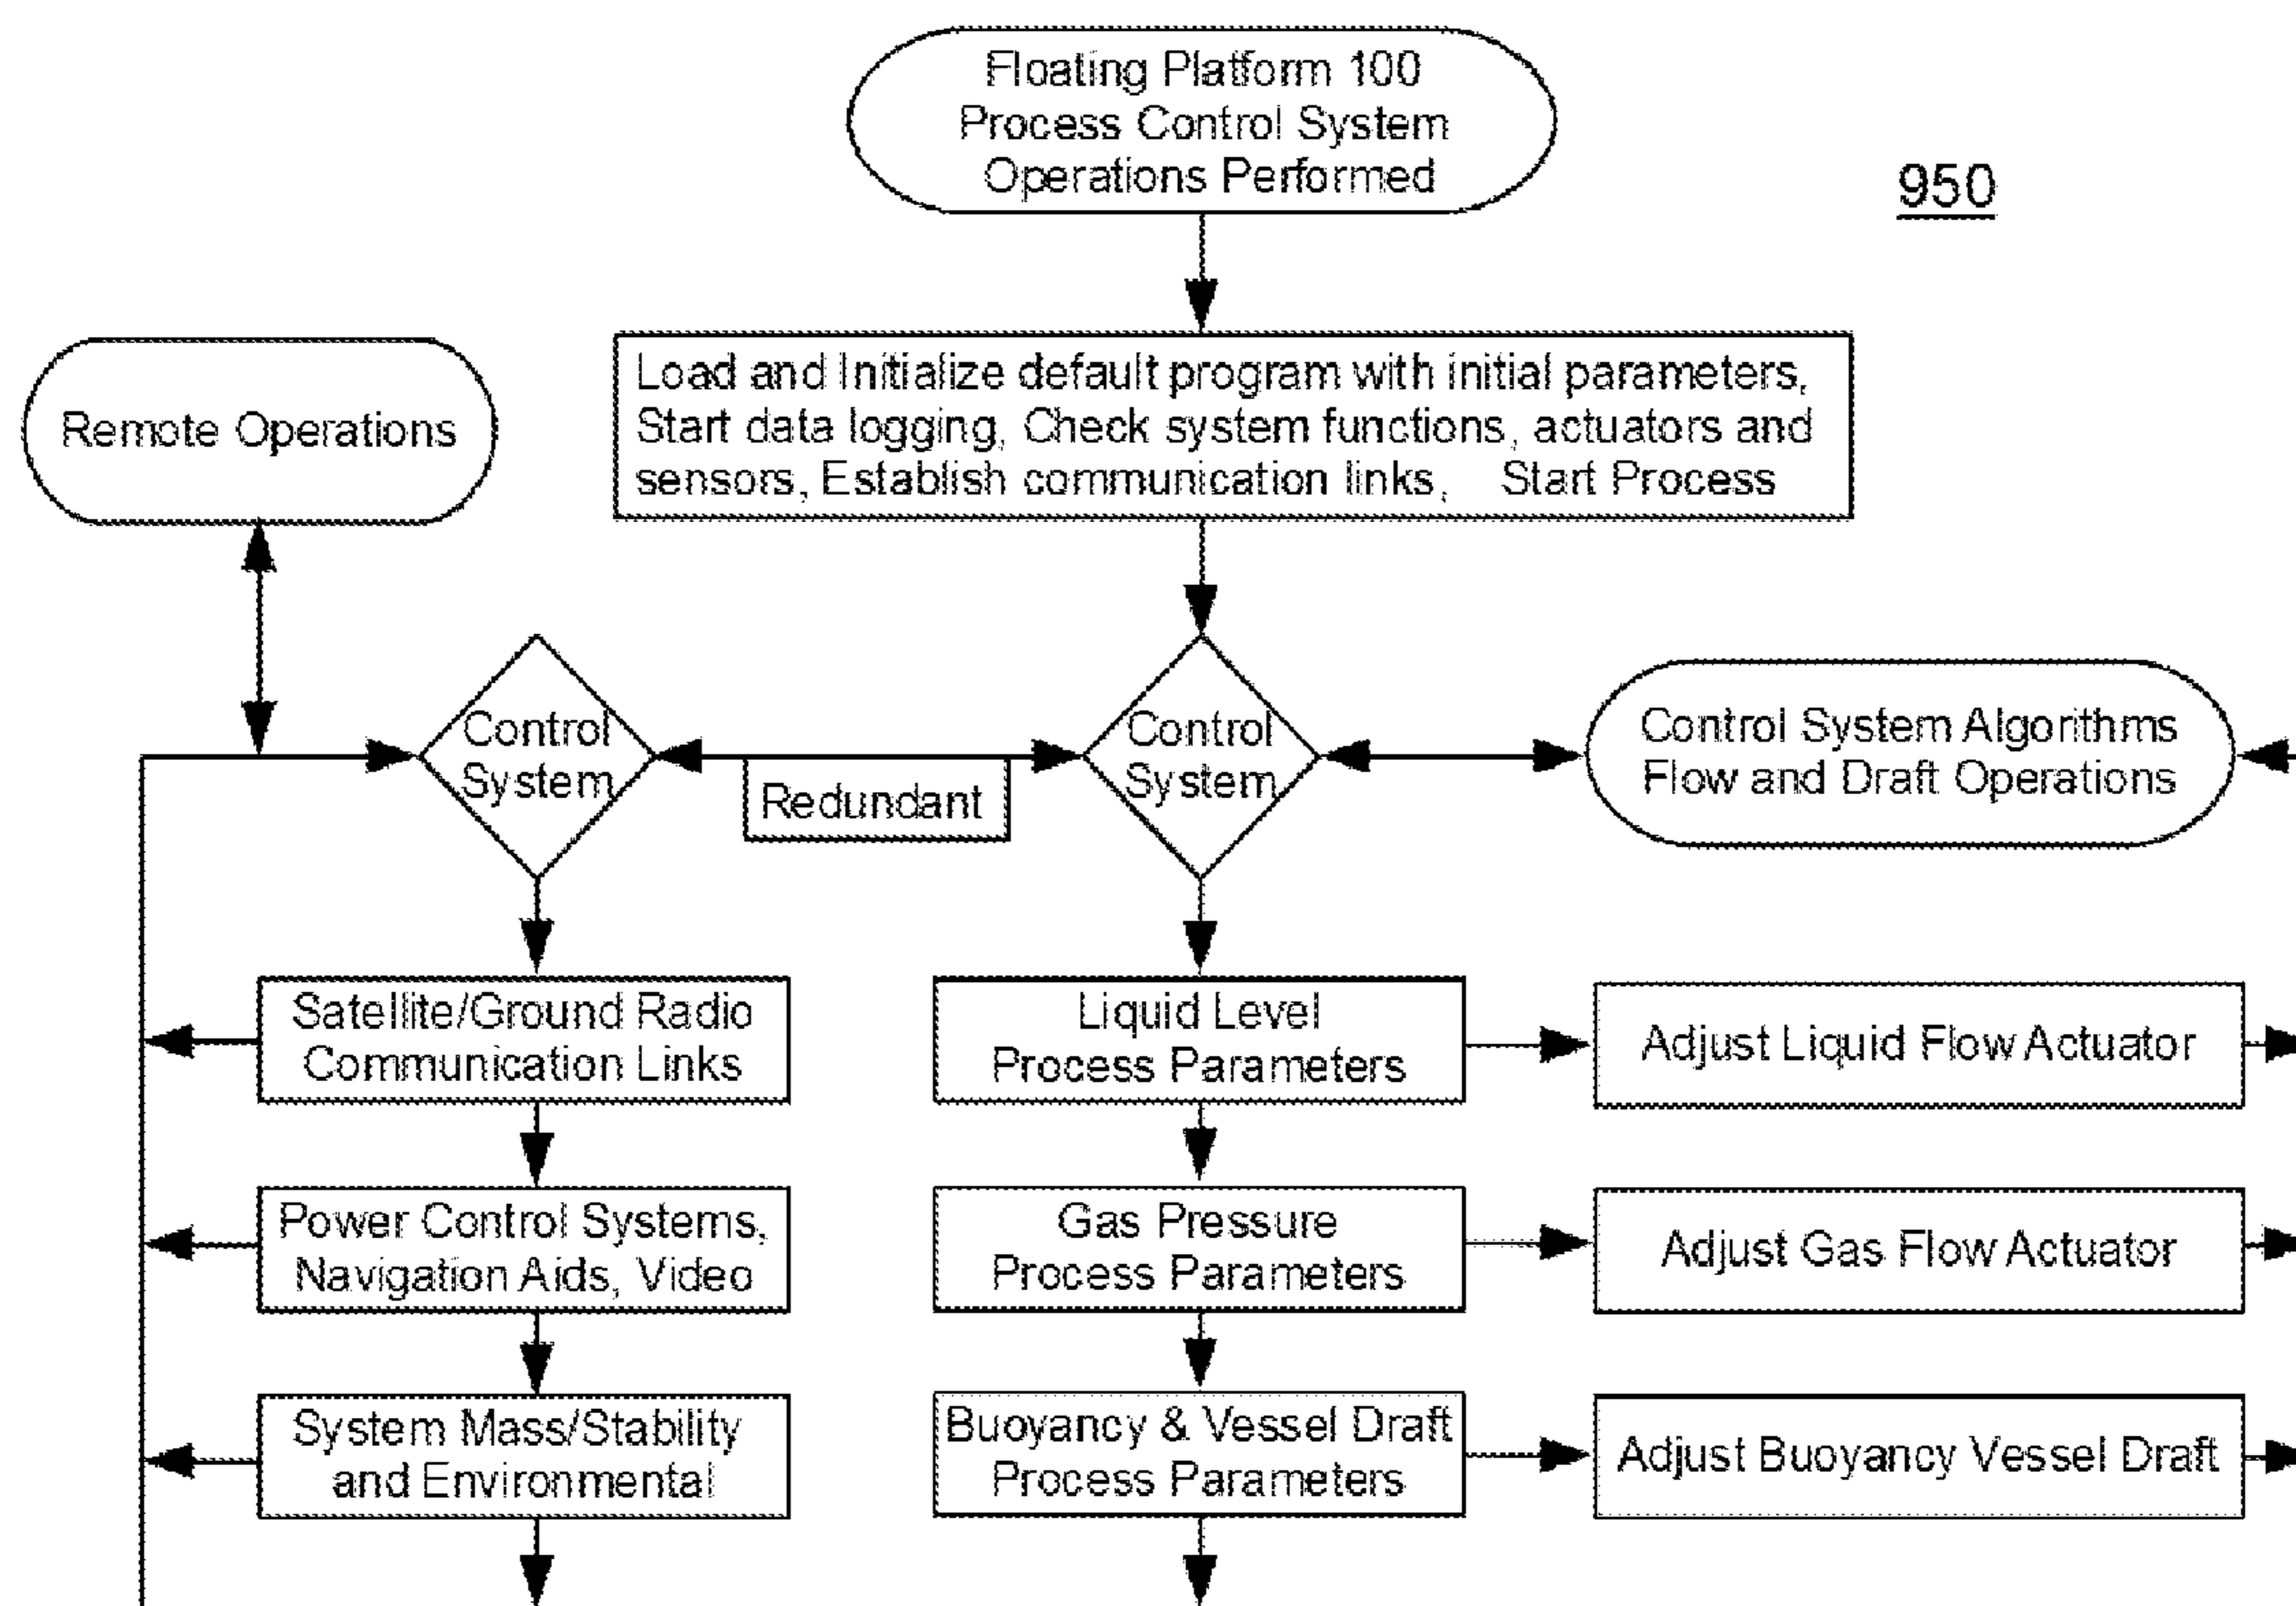 Floating Platform 100
Process Control System
Operations Performed
950
Load and Initialize default program with initial parameters,
Start data logging, Check system functions, actuators and
sensors, Establish communication links, Start Process
Remote Operations
Control
System
Redundant
Control
System
Control System Algorithms
Flow and Draft Operations
Satellite/Ground Radio
Communication Links
Liquid Level
Process Parameters
Adjust Liquid Flow Actuator
Power Control Systems,
Navigation Aids, Video
Gas Pressure
Process Parameters
Adjust Gas Flow Actuator
System Mass/Stability
and Environmental
Buoyancy & Vessel Draft
Process Parameters
Adjust Buoyancy Vessel Draft